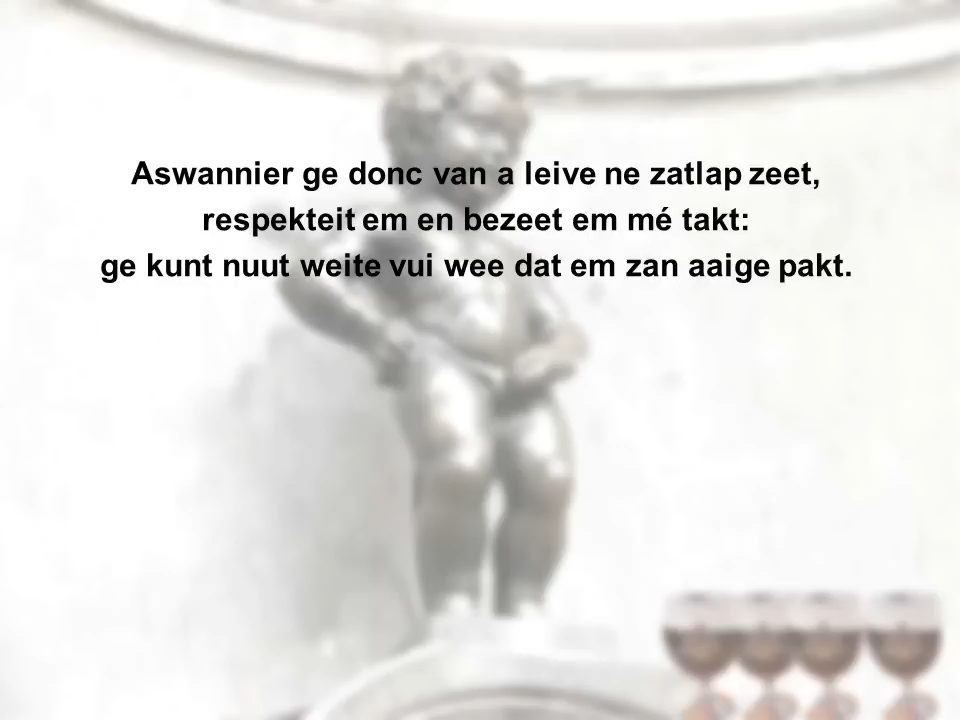 Aswannier ge donc van a leive ne zatlap zeet,
respekteit em en bezeet em mé takt:
ge kunt nuut weite vui wee dat em zan aaige pakt.